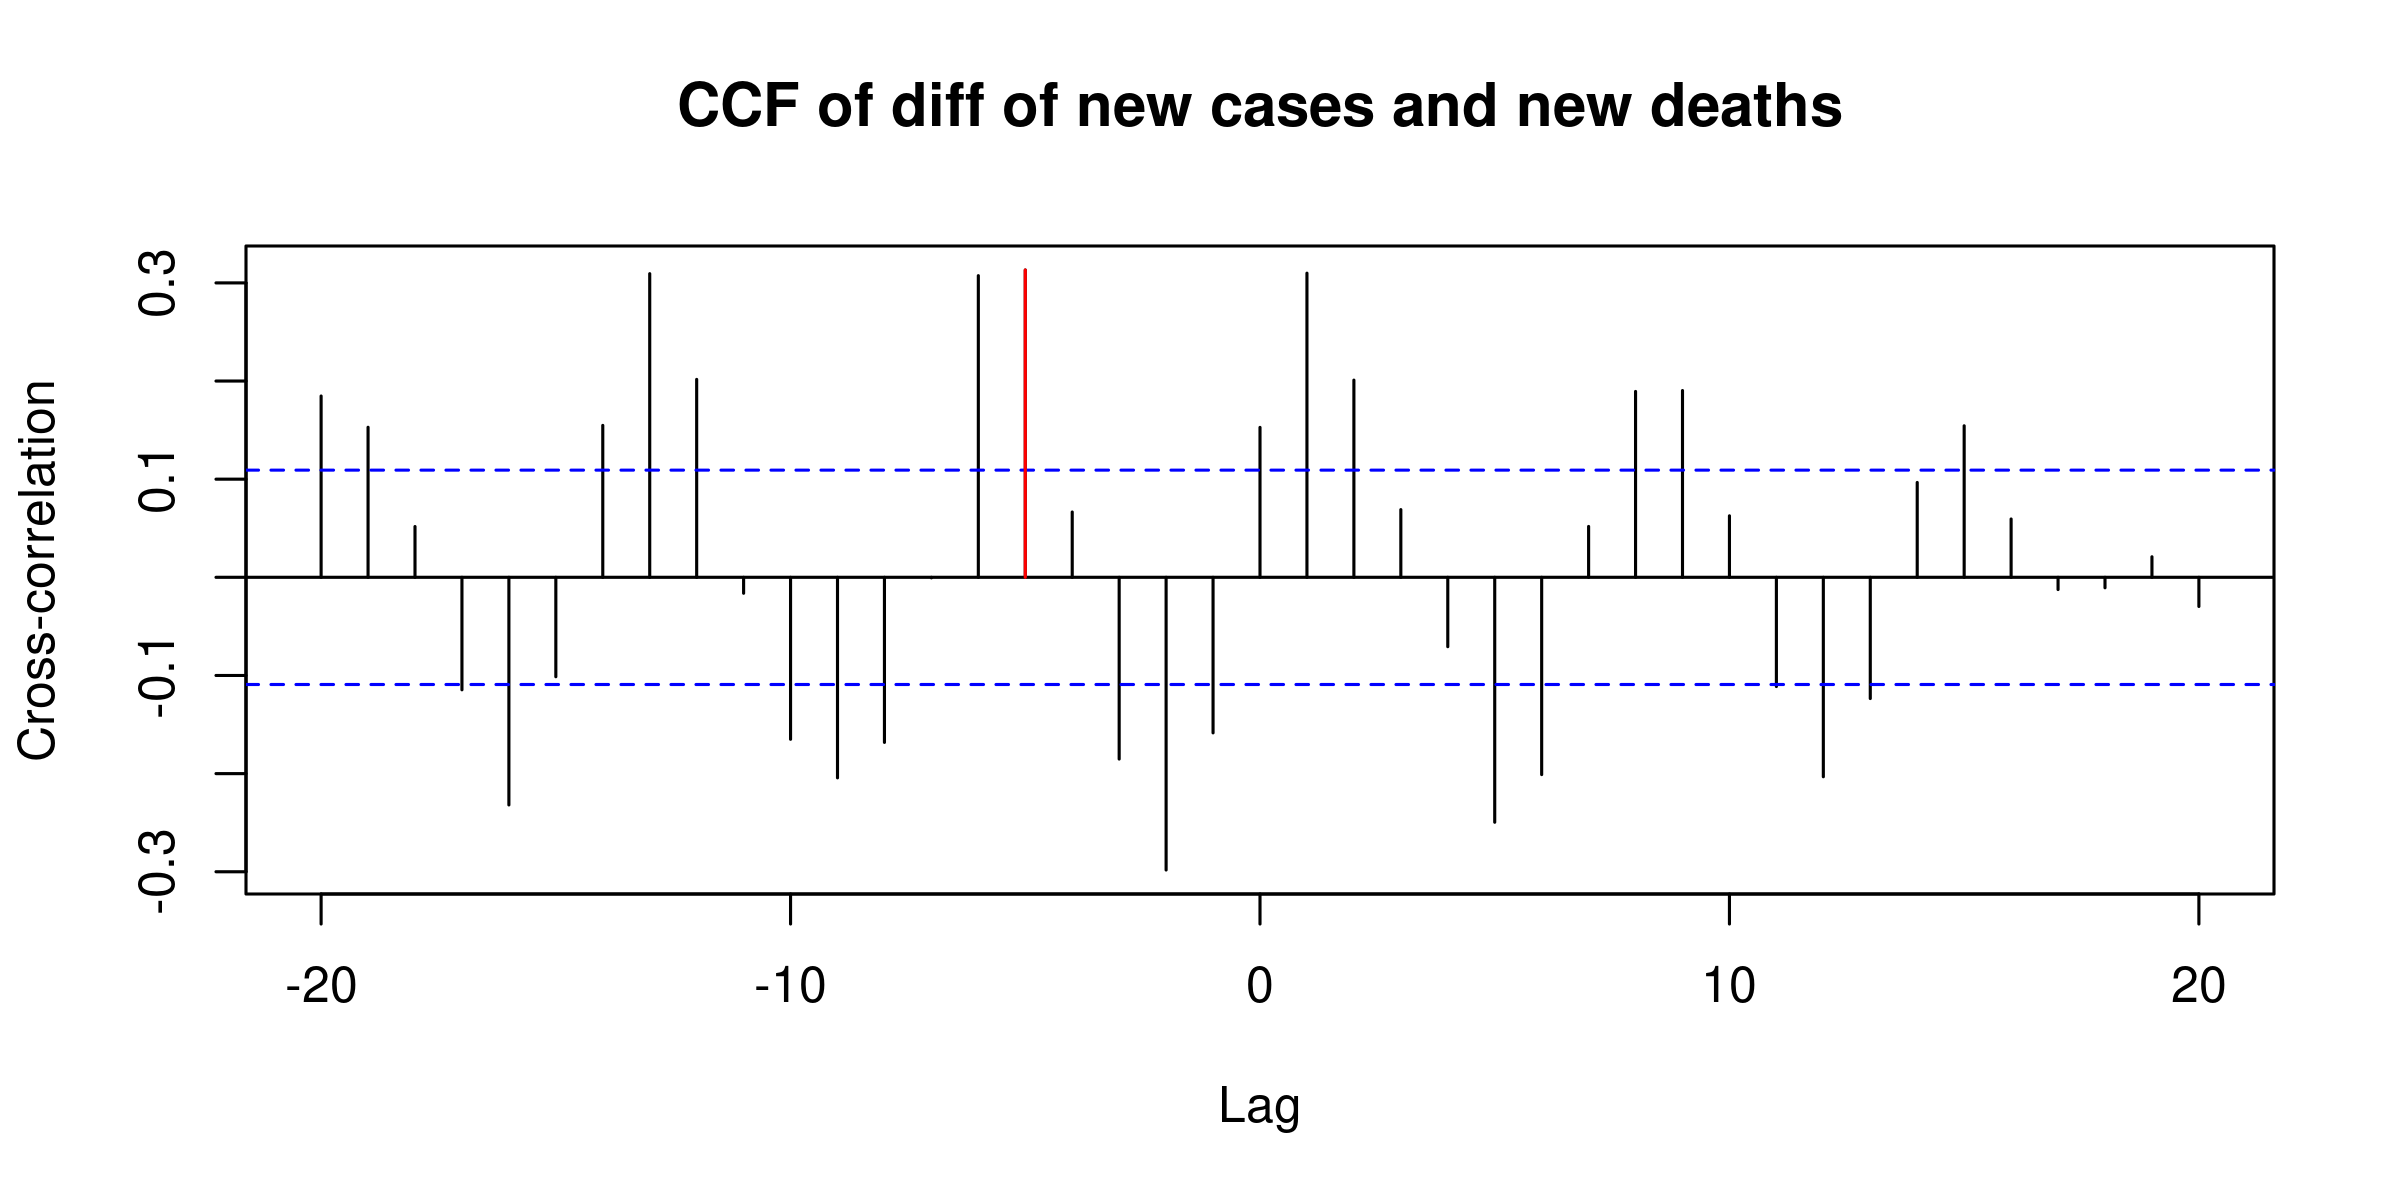 CCF of diff of new cases and new deaths
Cross-correlation
0.3
0.1
-0.1
-0.3
-20 -10 0 10 20
Lag